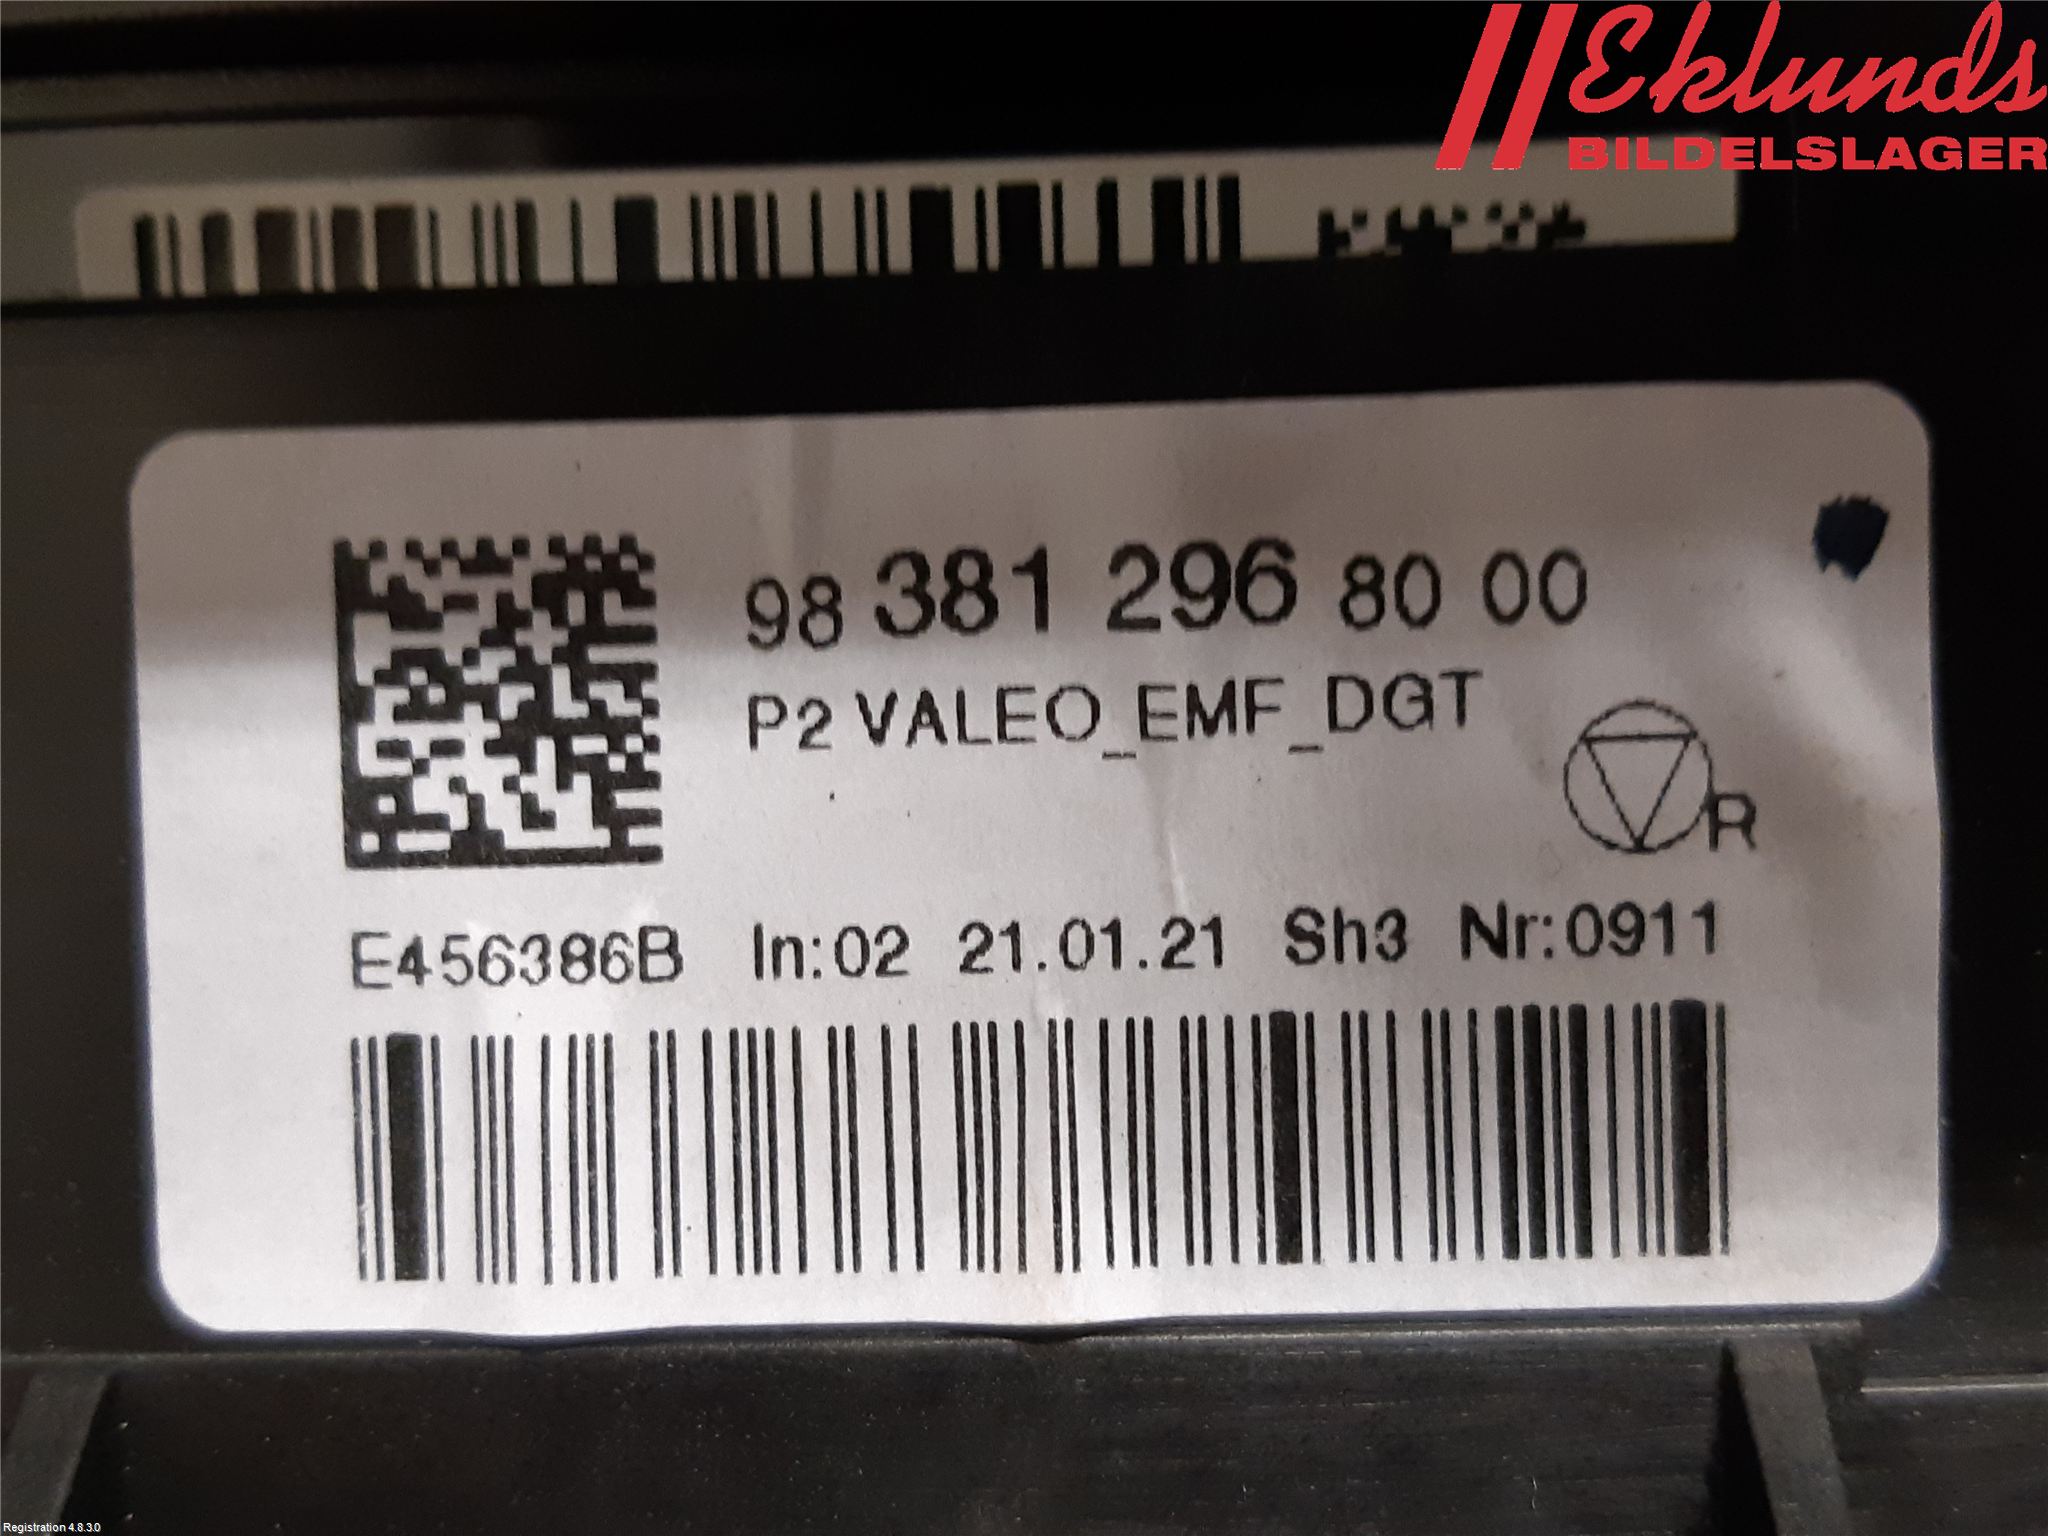 Eklunds
BILDELSLAGER
98 381 296 80 00
P2 VALEO_EMF_DGT
R
E456386B In:02 21.01.21 Sh3 Nr:0911
Registration 4.8.3.0